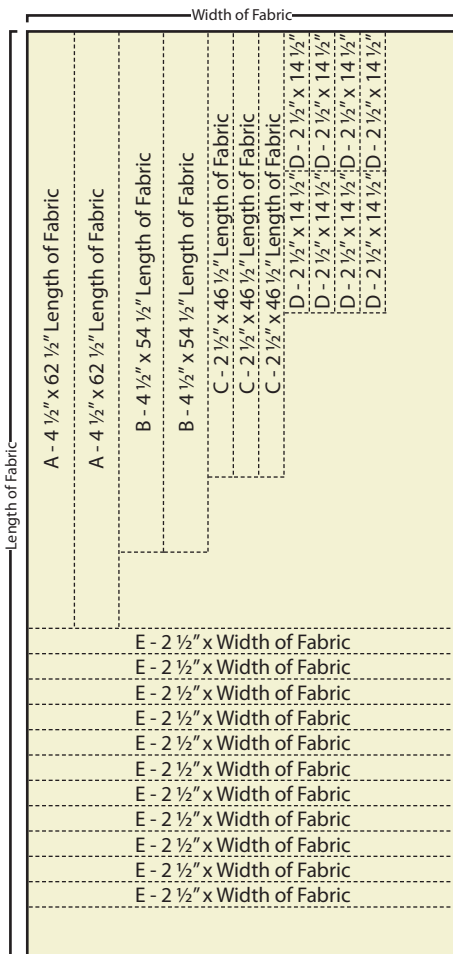 Width of Fabric
Length of Fabric
A - 4 ½” x 62 ½” Length of Fabric
A - 4 ½” x 62 ½” Length of Fabric
B - 4 ½” x 54 ½” Length of Fabric
B - 4 ½” x 54 ½” Length of Fabric
C - 2 ½” x 46 ½” Length of Fabric
C - 2 ½” x 46 ½” Length of Fabric
C - 2 ½” x 46 ½” Length of Fabric
D - 2 ½” x 14 ½”
D - 2 ½” x 14 ½”
D - 2 ½” x 14 ½”
D - 2 ½” x 14 ½”
D - 2 ½” x 14 ½”
D - 2 ½” x 14 ½”
D - 2 ½” x 14 ½”
D - 2 ½” x 14 ½”
E - 2 ½” x Width of Fabric
E - 2 ½” x Width of Fabric
E - 2 ½” x Width of Fabric
E - 2 ½” x Width of Fabric
E - 2 ½” x Width of Fabric
E - 2 ½” x Width of Fabric
E - 2 ½” x Width of Fabric
E - 2 ½” x Width of Fabric
E - 2 ½” x Width of Fabric
E - 2 ½” x Width of Fabric
E - 2 ½” x Width of Fabric